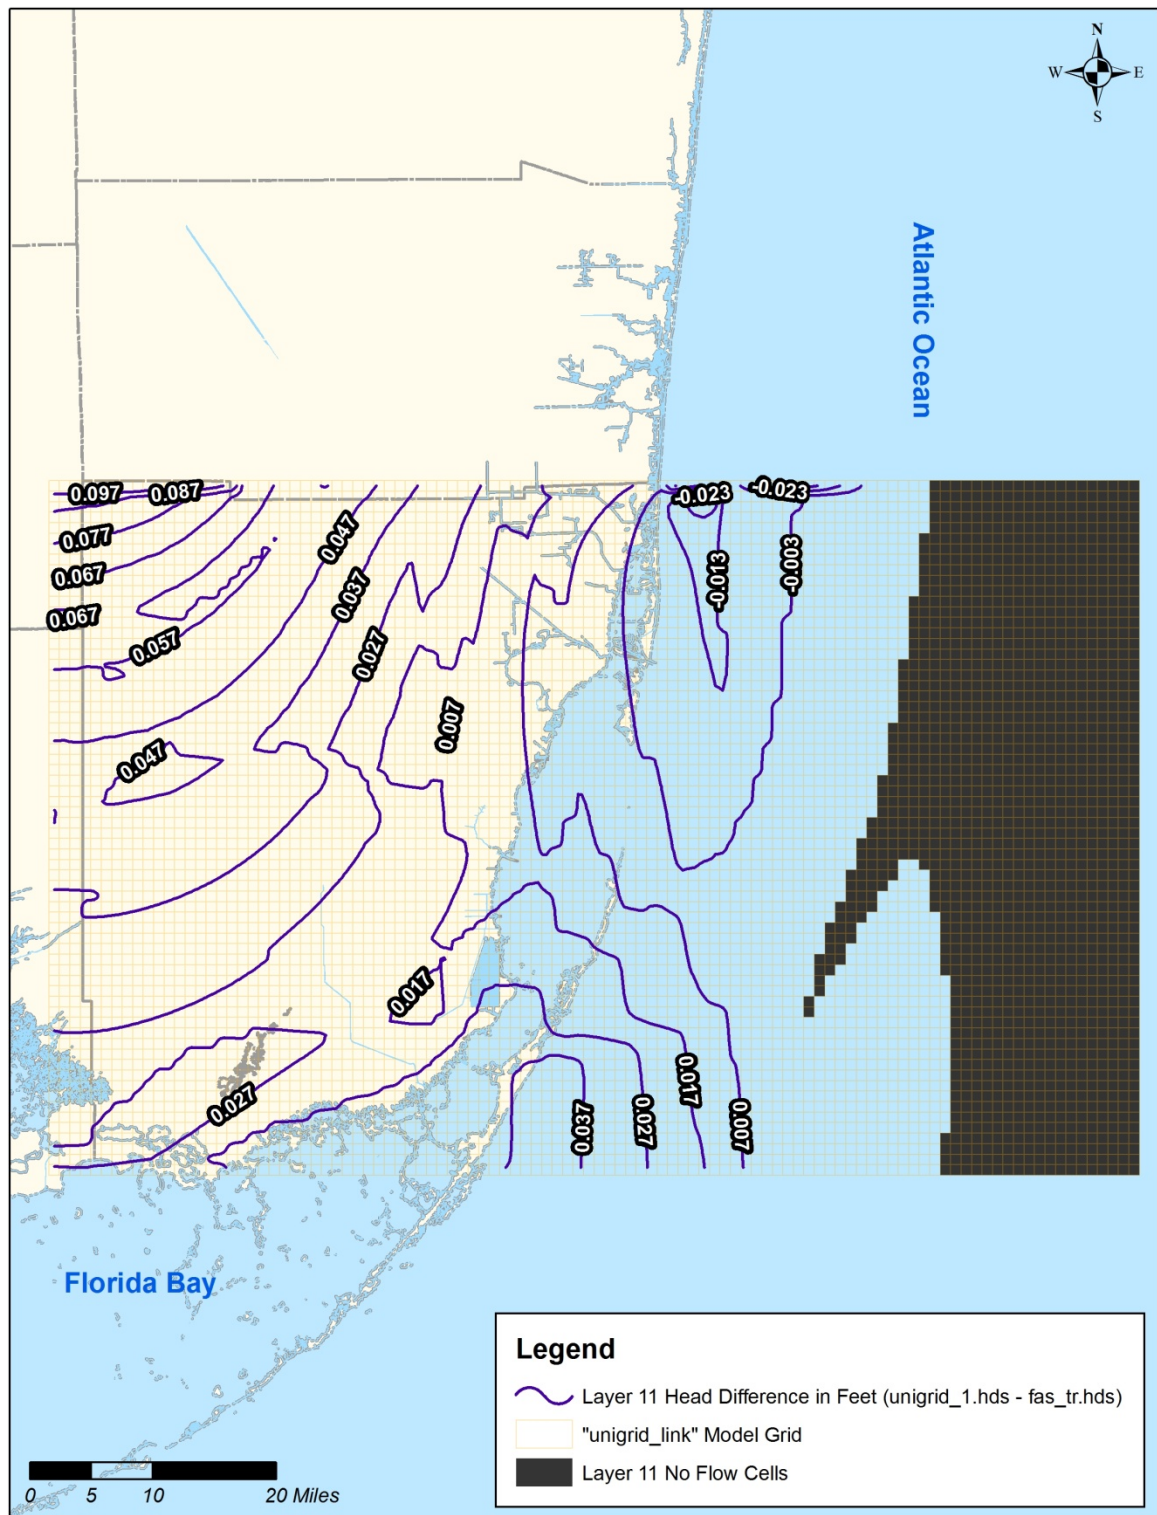 N
W E
S
Atlantic Ocean
0.097 0.087 -0.023 -0.023
0.077
0.047
-0.003
0.067
-0.013
0.037
0.067
0.057
0.027
0.007
0.047
0.017
0.017
0.027
0.037
0.027
0.007
Florida Bay
Legend
Layer 11 Head Difference in Feet (unigrid_1.hds - fas_tr.hds)
"unigrid_link" Model Grid
Layer 11 No Flow Cells
0 5 10 20 Miles